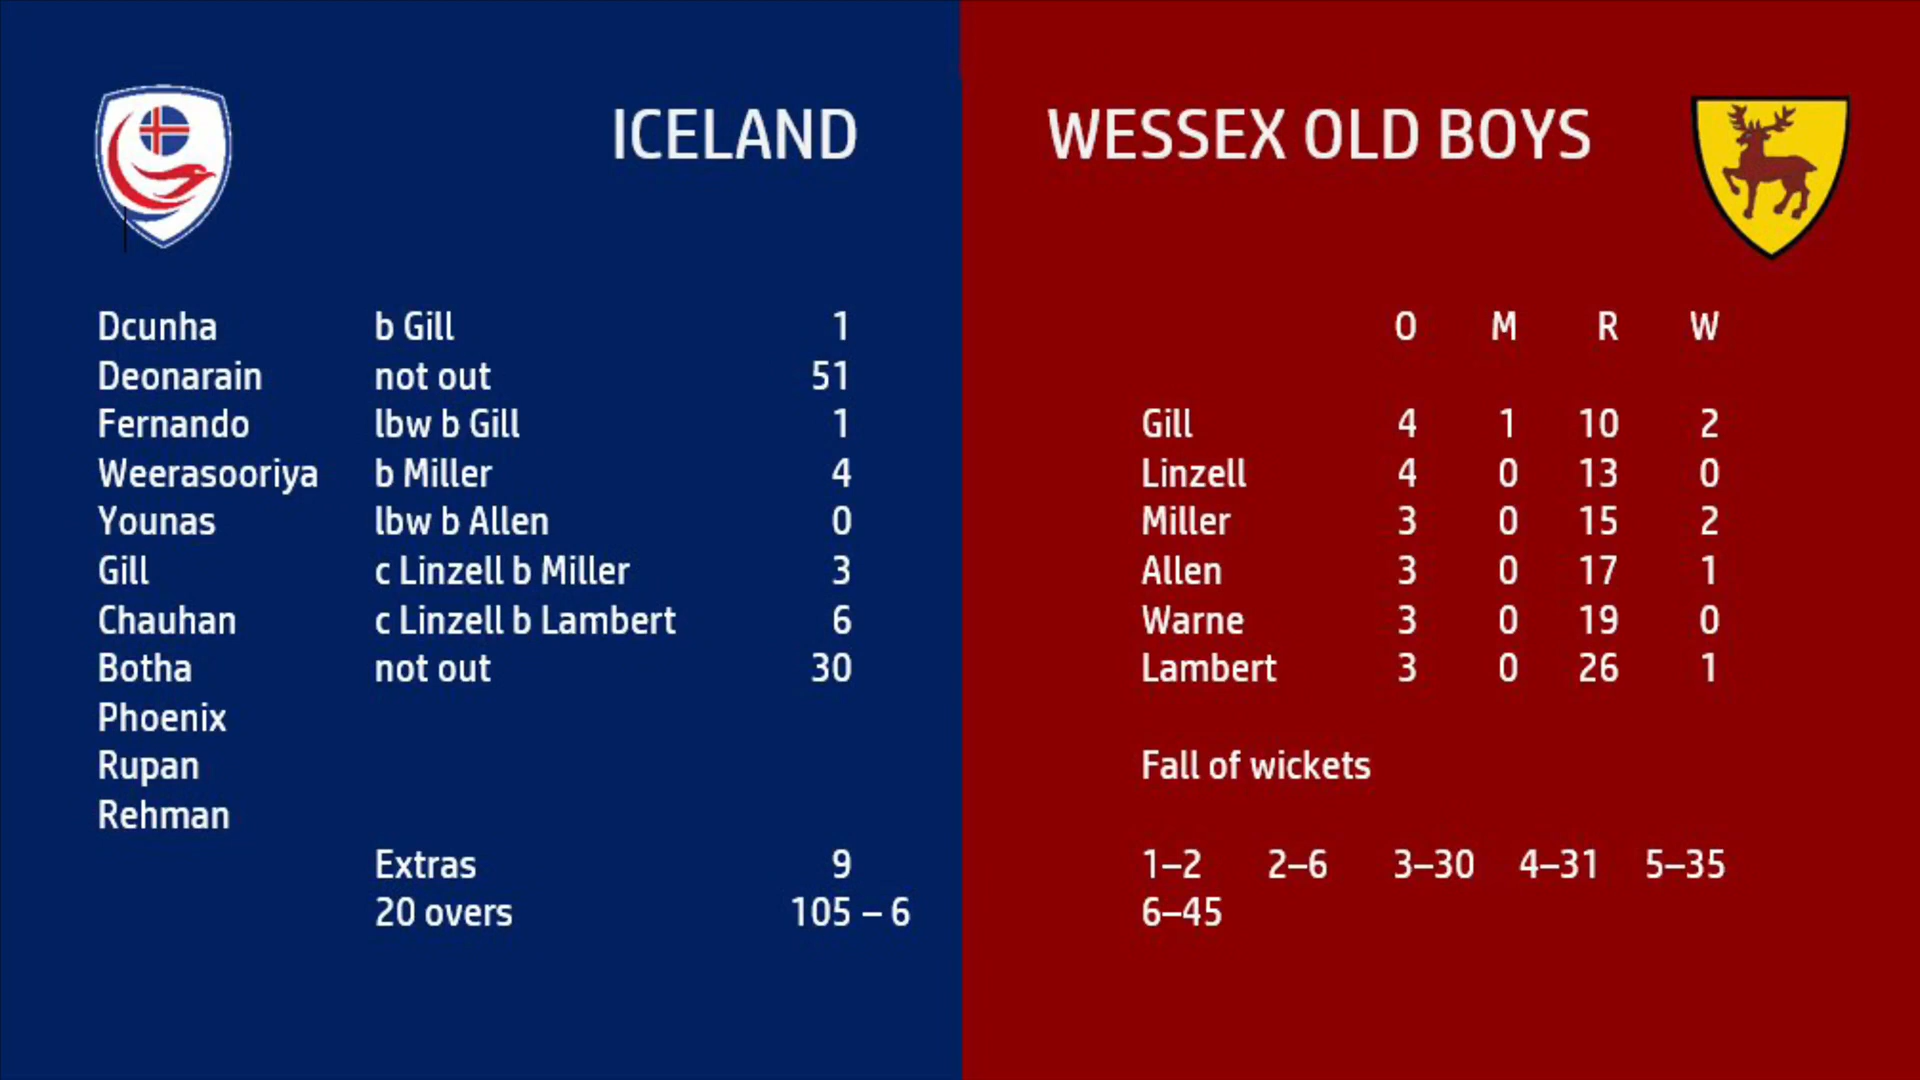 ICELAND
Dcunha b Gill 1
Deonarain not out 51
Fernando lbw b Gill 1
Weerasooriya b Miller 4
Younas lbw b Allen 0
Gill c Linzell b Miller 3
Chauhan c Linzell b Lambert 6
Botha not out 30
Phoenix
Rupan
Rehman
Extras 9
20 overs 105 – 6
WESSEX OLD BOYS
O M R W
Gill 4 1 10 2
Linzell 4 0 13 0
Miller 3 0 15 2
Allen 3 0 17 1
Warne 3 0 19 0
Lambert 3 0 26 1
Fall of wickets
1–2 2–6 3–30 4–31 5–35
6–45